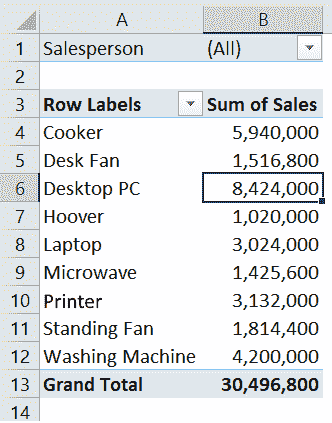 A B
1 Salesperson (All)
2
3 Row Labels Sum of Sales
4 Cooker 5,940,000
5 Desk Fan 1,516,800
6 Desktop PC 8,424,000
7 Hoover 1,020,000
8 Laptop 3,024,000
9 Microwave 1,425,600
10 Printer 3,132,000
11 Standing Fan 1,814,400
12 Washing Machine 4,200,000
13 Grand Total 30,496,800
14